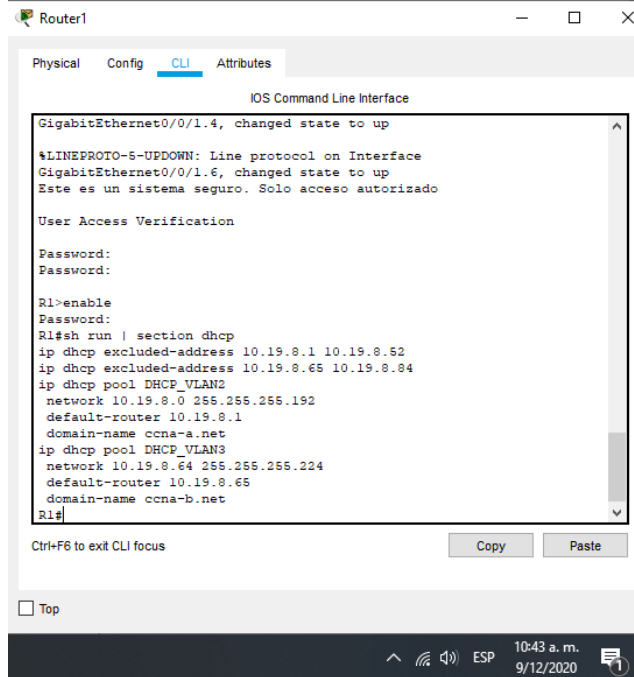 Router1
Physical Config CLI Attributes
IOS Command Line Interface
GigabitEthernet0/0/1.4, changed state to up
%LINEPROTO-5-UPDOWN: Line protocol on Interface
GigabitEthernet0/0/1.6, changed state to up
Este es un sistema seguro. Solo acceso autorizado
User Access Verification
Password:
Password:
R1>enable
Password:
R1#sh run | section dhcp
ip dhcp excluded-address 10.19.8.1 10.19.8.52
ip dhcp excluded-address 10.19.8.65 10.19.8.84
ip dhcp pool DHCP_VLAN2
network 10.19.8.0 255.255.255.192
default-router 10.19.8.1
domain-name ccna-a.net
ip dhcp pool DHCP_VLAN3
network 10.19.8.64 255.255.255.224
default-router 10.19.8.65
domain-name ccna-b.net
R1#
Ctrl+F6 to exit CLI focus
Copy Paste
Top
ESP
10:43 a. m.
9/12/2020
1